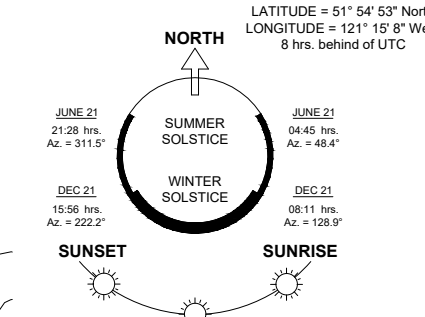 LATITUDE = 51° 54' 53" Nort
LONGITUDE = 121° 15' 8" We
8 hrs. behind of UTC
NORTH
JUNE 21
21:28 hrs.
Az. = 311.5°
SUMMER
SOLSTICE
JUNE 21
04:45 hrs.
Az. = 48.4°
DEC 21
15:56 hrs.
Az. = 222.2°
WINTER
SOLSTICE
DEC 21
08:11 hrs.
Az. = 128.9°
SUNSET
SUNRISE